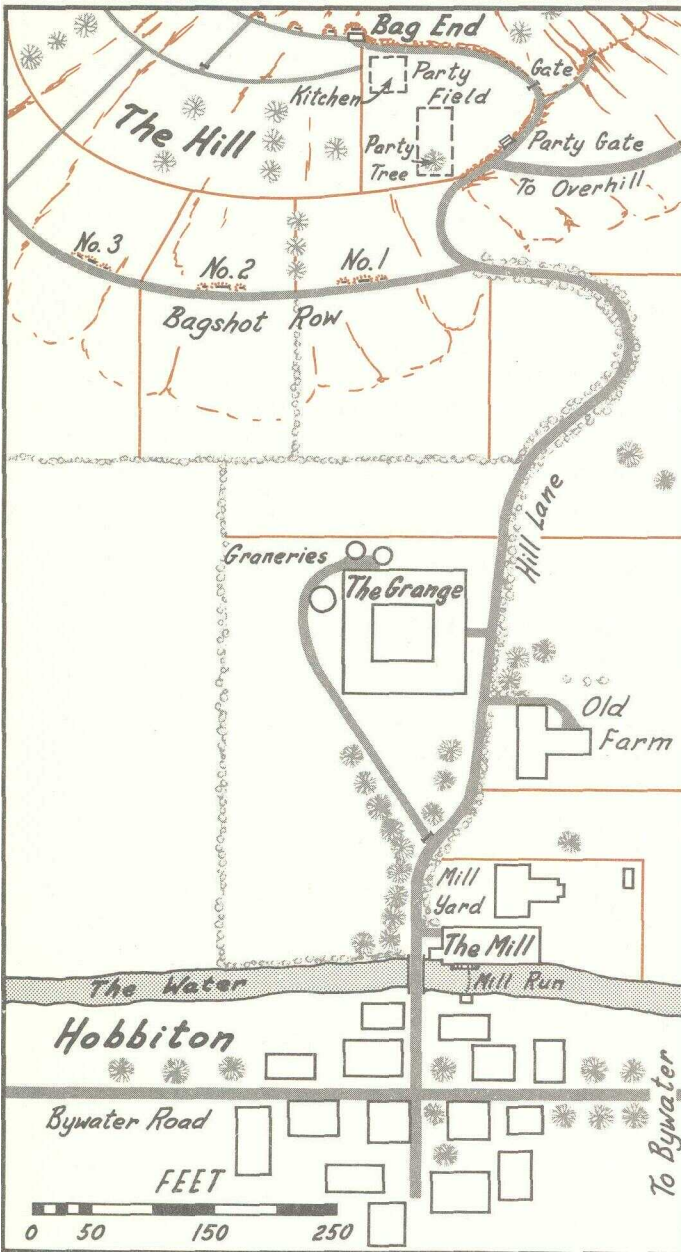 Bag End
Gate
Party
Kitchen
Field
The Hill
Party
Tree
Party Gate
To Overhill
No. 3
No. 2
No. 1
Bagshot Row
Hill Lane
Graneries
The Grange
Old
Farm
Mill
Yard
The Mill
The Water
Mill Run
Hobbiton
Bywater Road
To Bywater
FEET
0 50 150 250